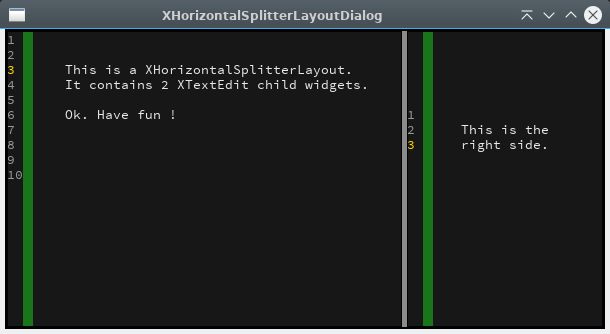 XHorizontalSplitterLayoutDialog
1
2
3 This is a XHorizontalSplitterLayout.
4 It contains 2 XTextEdit child widgets.
5
6 Ok. Have fun !
7
8
9
10
1
2 This is the
3 right side.